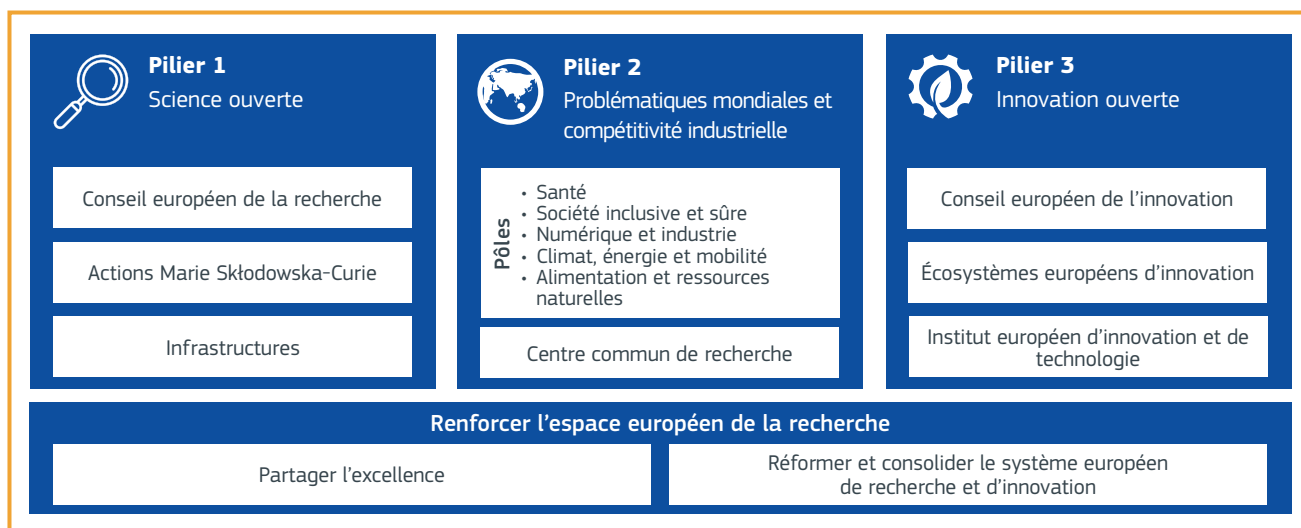 Pilier 1
Science ouverte
Conseil européen de la recherche
Actions Marie Skłodowska-Curie
Infrastructures
Pilier 2
Problématiques mondiales et
compétitivité industrielle
Pôles
• Santé
• Société inclusive et sûre
• Numérique et industrie
• Climat, énergie et mobilité
• Alimentation et ressources
naturelles
Centre commun de recherche
Pilier 3
Innovation ouverte
Conseil européen de l’innovation
Écosystèmes européens d’innovation
Institut européen d’innovation et de
technologie
Renforcer l’espace européen de la recherche
Partager l’excellence
Réformer et consolider le système européen
de recherche et d’innovation